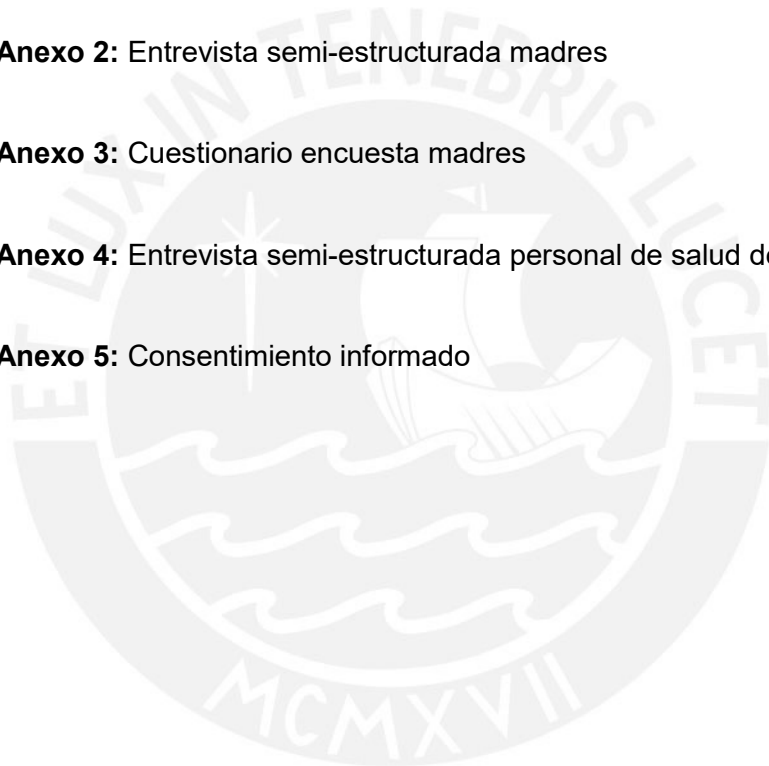 Anexo 2: Entrevista semi-estructurada madres
Anexo 3: Cuestionario encuesta madres
Anexo 4: Entrevista semi-estructurada personal de salud
Anexo 5: Consentimiento informado
ET LUX IN TENEBRIS LUCET
MCMXVII